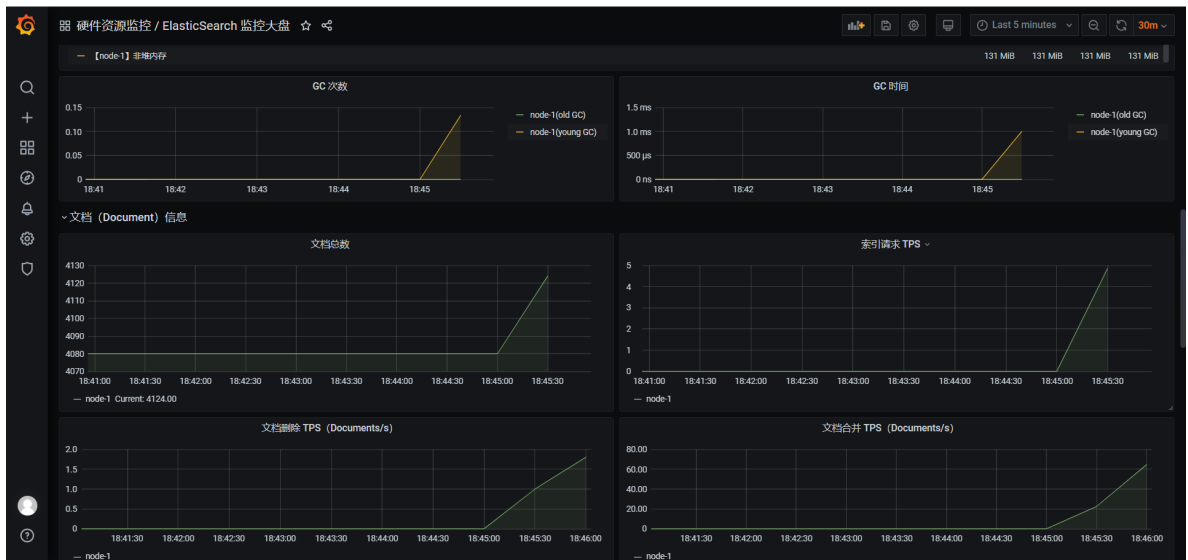 硬件资源监控 / ElasticSearch 监控大盘
Last 5 minutes
30m
【node-1】非堆内存 131 MiB 131 MiB 131 MiB 131 MiB
GC 次数
0.15
0.10
0.05
0
18:41 18:42 18:43 18:44 18:45
node-1(old GC)
node-1(young GC)
GC 时间
1.5 ms
1.0 ms
500 µs
0 ns
18:41 18:42 18:43 18:44 18:45
node-1(old GC)
node-1(young GC)
文档（Document）信息
文档总数
4130
4120
4110
4100
4090
4080
4070
18:41:00 18:41:30 18:42:00 18:42:30 18:43:00 18:43:30 18:44:00 18:44:30 18:45:00 18:45:30
node-1 Current: 4124.00
索引请求 TPS
5
4
3
2
1
0
18:41:00 18:41:30 18:42:00 18:42:30 18:43:00 18:43:30 18:44:00 18:44:30 18:45:00 18:45:30
node-1
文档删除 TPS（Documents/s）
2.0
1.5
1.0
0.5
0
18:41:30 18:42:00 18:42:30 18:43:00 18:43:30 18:44:00 18:44:30 18:45:00 18:45:30 18:46:00
node-1
文档合并 TPS（Documents/s）
80.00
60.00
40.00
20.00
0
18:41:30 18:42:00 18:42:30 18:43:00 18:43:30 18:44:00 18:44:30 18:45:00 18:45:30 18:46:00
node-1